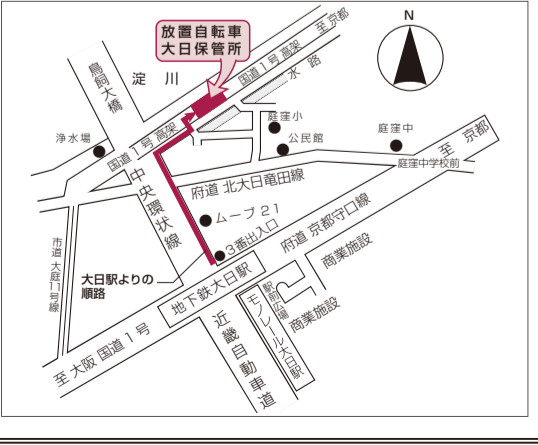 放置自転車
大日保管所
至 京都
N
国道1号 高架
水路
鳥飼大橋
淀川
庭窪小
公民館
庭窪中
至 京都
浄水場
国道1号 高架
庭窪中学校前
中央環状線
府道 北大日竜田線
ムーブ21
市道 大庭11号線
3番出入口
府道 京都守口線
商業施設
大日駅よりの
順路
地下鉄大日駅
駅前広場
商業施設
モノレール大日駅
至 大阪 国道1号
近畿自動車道